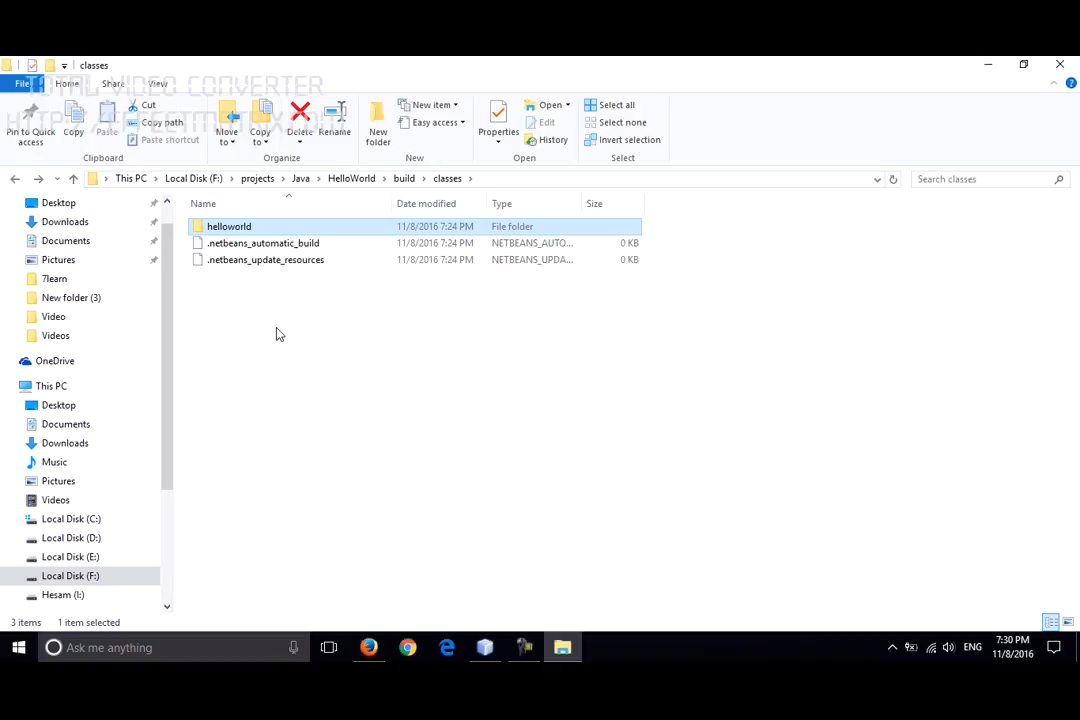 classes
File Home Share View
TOTAL VIDEO CONVERTER
Pin to Quick access
Copy
Paste
Cut
Copy path
Paste shortcut
Clipboard
Move to
Copy to
Delete
Rename
Organize
New folder
New item
Easy access
New
Properties
Open
Edit
History
Open
Select all
Select none
Invert selection
Select
This PC > Local Disk (F:) > projects > Java > HelloWorld > build > classes >
Search classes
Name Date modified Type Size
helloworld 11/8/2016 7:24 PM File folder
.netbeans_automatic_build 11/8/2016 7:24 PM NETBEANS_AUTO... 0 KB
.netbeans_update_resources 11/8/2016 7:24 PM NETBEANS_UPDA... 0 KB
Desktop
Downloads
Documents
Pictures
7learn
New folder (3)
Video
Videos
OneDrive
This PC
Desktop
Documents
Downloads
Music
Pictures
Videos
Local Disk (C:)
Local Disk (D:)
Local Disk (E:)
Local Disk (F:)
Hesam (I:)
3 items 1 item selected
Ask me anything
ENG
7:30 PM
11/8/2016